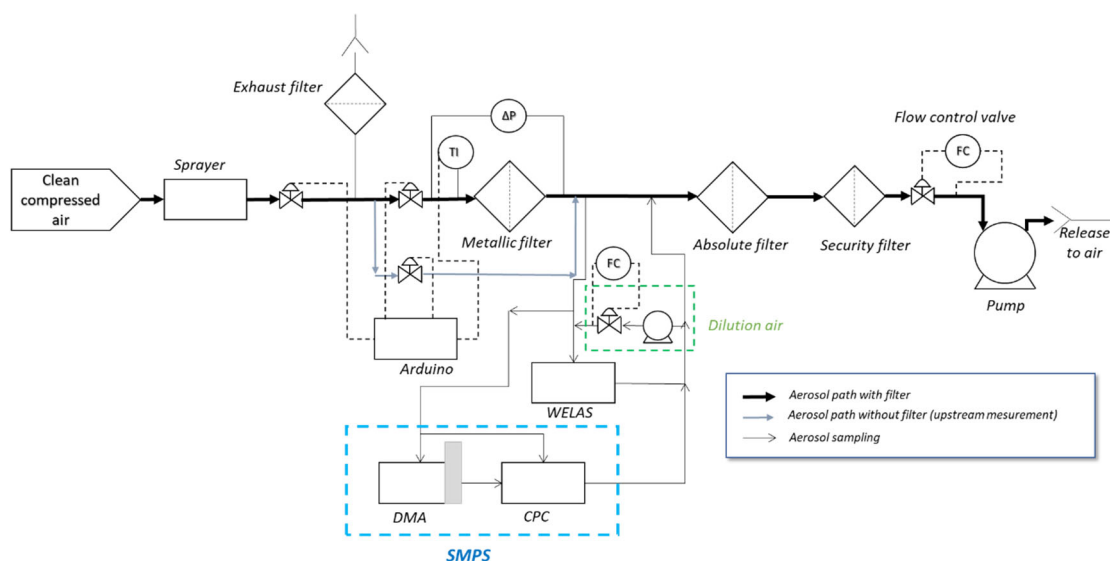 Exhaust filter
ΔP
Flow control valve
TI
FC
Sprayer
Clean
compressed
air
Metallic filter
Absolute filter
Security filter
Release
to air
FC
Pump
Dilution air
Arduino
WELAS
Aerosol path with filter
Aerosol path without filter (upstream mesurement)
Aerosol sampling
DMA
CPC
SMPS